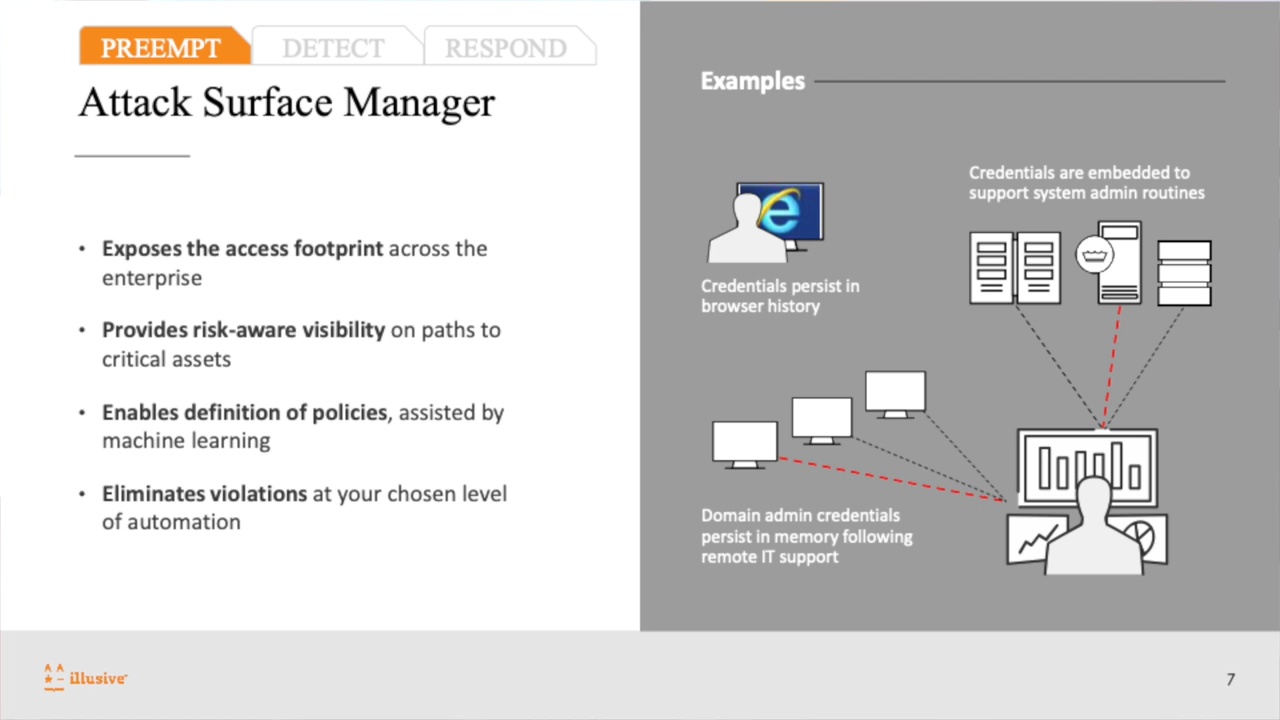 PREEMPT DETECT RESPOND
Attack Surface Manager
• Exposes the access footprint across the
enterprise
• Provides risk-aware visibility on paths to
critical assets
• Enables definition of policies, assisted by
machine learning
• Eliminates violations at your chosen level
of automation
Examples
Credentials persist in
browser history
Credentials are embedded to
support system admin routines
Domain admin credentials
persist in memory following
remote IT support
illusive
7